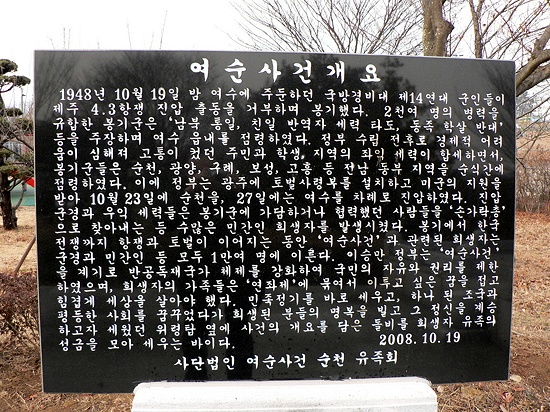 여순사건개요
1948년 10월 19일 밤 여수에 주둔하던 국방경비대 제14연대 군인들이
제주 4.3항쟁 진압 출동을 거부하며 봉기했다. 2천여 명의 병력을
규합한 봉기군은 '남북 통일, 친일 반역자 세력 타도, 동족 학살 반대'
등을 주장하며 여수 읍내를 점령하였다. 정부 수립 전후로 경제적 어려
움이 심해져 고통이 컸던 주민과 학생, 지역의 좌익 세력이 합세하면서,
봉기군들은 순천, 광양, 구례, 보성, 고흥 등 전남 동부 지역을 순식간에
점령하였다. 이에 정부는 광주에 토벌사령부를 설치하고 미군의 지원을
받아 10월 23일에 순천을, 27일에는 여수를 차례로 진압하였다. 진압
군경과 우익 세력들은 봉기군에 가담하거나 협력했던 사람들을 '손가락총'
으로 찾아내는 등 수많은 민간인 희생자를 발생시켰다. 봉기에서 한국
전쟁까지 항쟁과 토벌이 이어지는 동안 '여순사건'과 관련된 희생자는
군경과 민간인 등 모두 1만여 명에 이른다. 이승만 정부는 '여순사건'
을 계기로 반공독재국가 체제를 강화하여 국민의 자유와 권리를 제한
하였으며, 희생자의 가족들은 '연좌제'에 묶여서 이루고 싶은 꿈을 접고
힘겹게 세상을 살아야 했다. 민족정기를 바로 세우고, 하나 된 조국과
평등한 사회를 꿈꾸었다가 희생된 분들의 명복을 빌고 그 정신을 계승
하고자 세웠던 위령탑 옆에 사건의 개요를 담은 돌비를 희생자 유족의
성금을 모아 세우는 바이다. 2008.10.19
사단법인 여순사건 순천 유족회